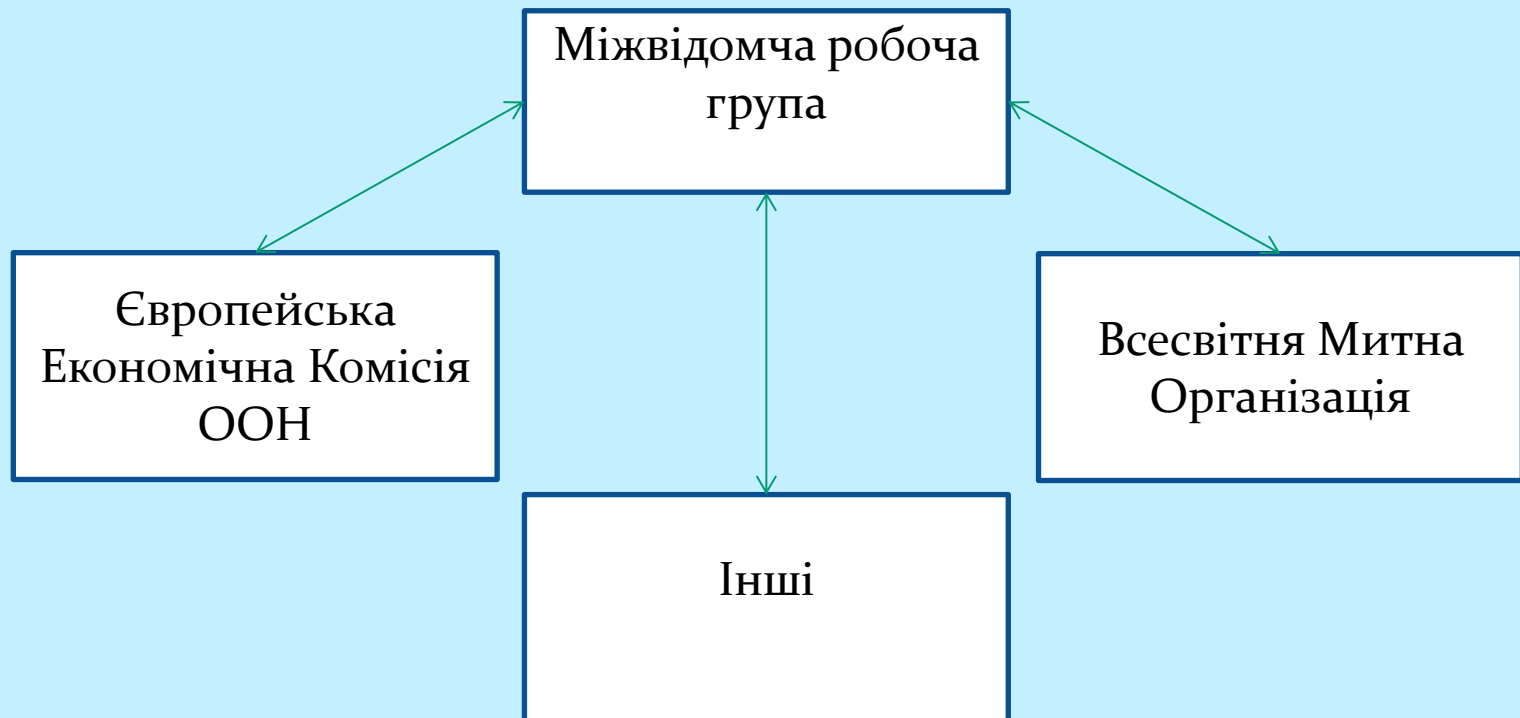 Міжвідомча робоча
група
Європейська
Економічна Комісія
ООН
Всесвітня Митна
Організація
Інші